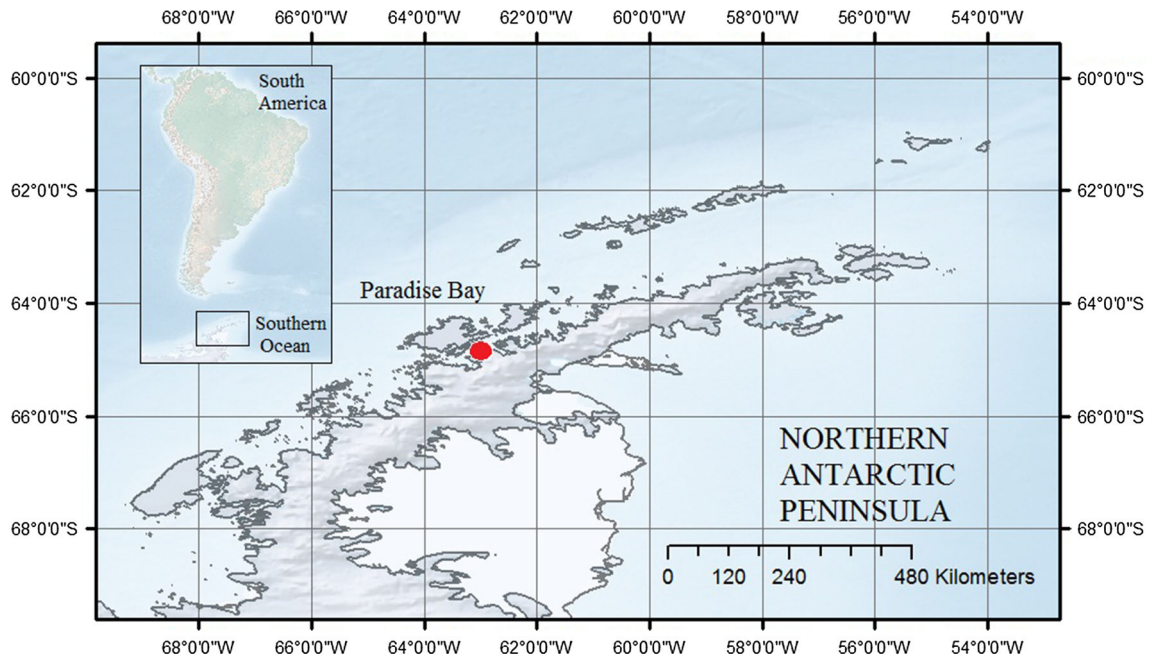 68°0'0"W 66°0'0"W 64°0'0"W 62°0'0"W 60°0'0"W 58°0'0"W 56°0'0"W 54°0'0"W
60°0'0"S
60°0'0"S
South
America
62°0'0"S
62°0'0"S
Paradise Bay
64°0'0"S
64°0'0"S
Southern
Ocean
66°0'0"S
66°0'0"S
NORTHERN
ANTARCTIC
PENINSULA
68°0'0"S
68°0'0"S
0 120 240 480 Kilometers
68°0'0"W 66°0'0"W 64°0'0"W 62°0'0"W 60°0'0"W 58°0'0"W 56°0'0"W 54°0'0"W